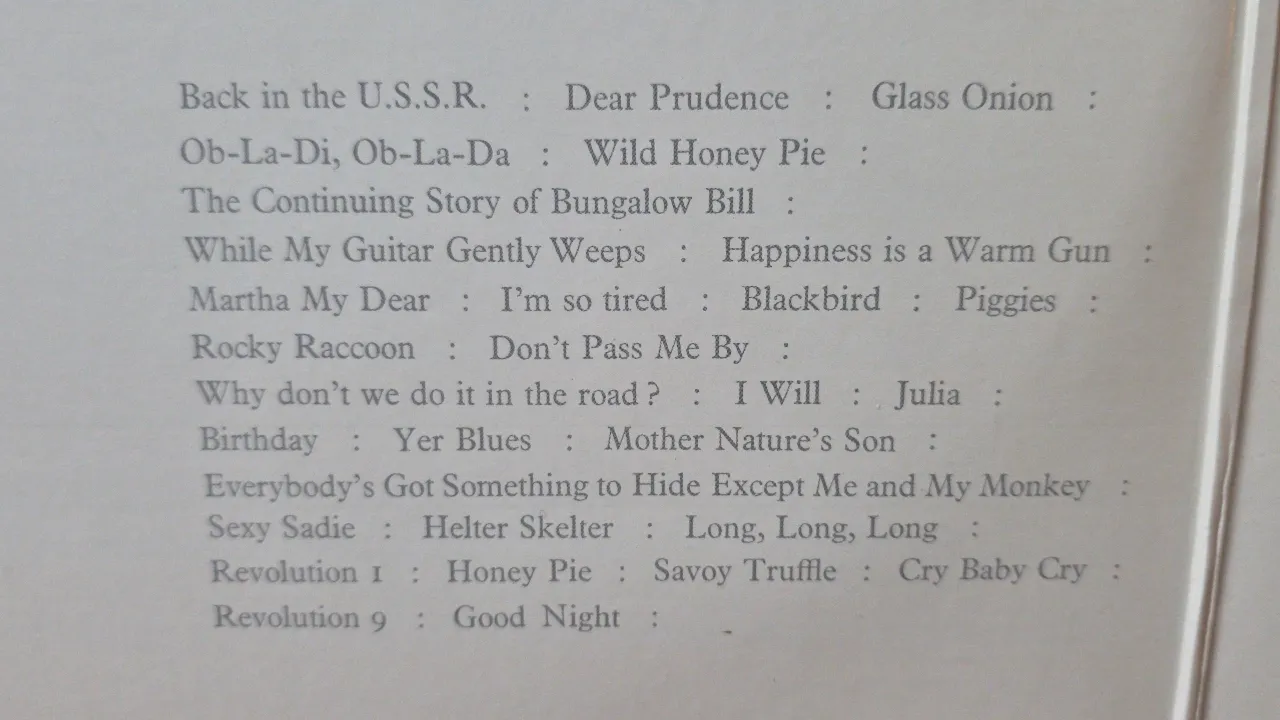 Back in the U.S.S.R. : Dear Prudence : Glass Onion :
Ob-La-Di, Ob-La-Da : Wild Honey Pie :
The Continuing Story of Bungalow Bill :
While My Guitar Gently Weeps : Happiness is a Warm Gun :
Martha My Dear : I'm so tired : Blackbird : Piggies :
Rocky Raccoon : Don't Pass Me By :
Why don't we do it in the road? : I Will : Julia :
Birthday : Yer Blues : Mother Nature's Son :
Everybody's Got Something to Hide Except Me and My Monkey :
Sexy Sadie : Helter Skelter : Long, Long, Long :
Revolution 1 : Honey Pie : Savoy Truffle : Cry Baby Cry :
Revolution 9 : Good Night :